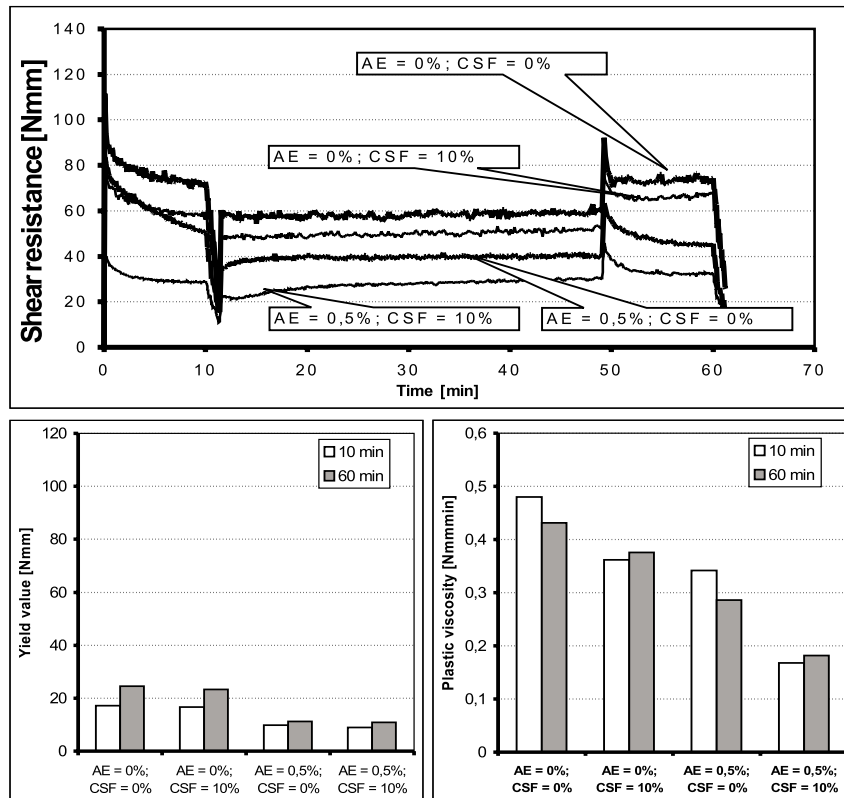 140
120
100
80
60
40
20
0
Shear resistance [Nmm]
AE = 0%; CSF = 0%
AE = 0%; CSF = 10%
AE = 0,5%; CSF = 10%
AE = 0,5%; CSF = 0%
0 10 20 30 40 50 60 70
Time [min]
120
100
80
60
40
20
0
Yield value [Nmm]
10 min
60 min
AE = 0%; AE = 0%; AE = 0,5%; AE = 0,5%;
CSF = 0% CSF = 10% CSF = 0% CSF = 10%
0,6
0,5
0,4
0,3
0,2
0,1
0
Plastic viscosity [Nmmmin]
10 min
60 min
AE = 0%; AE = 0%; AE = 0,5%; AE = 0,5%;
CSF = 0% CSF = 10% CSF = 0% CSF = 10%